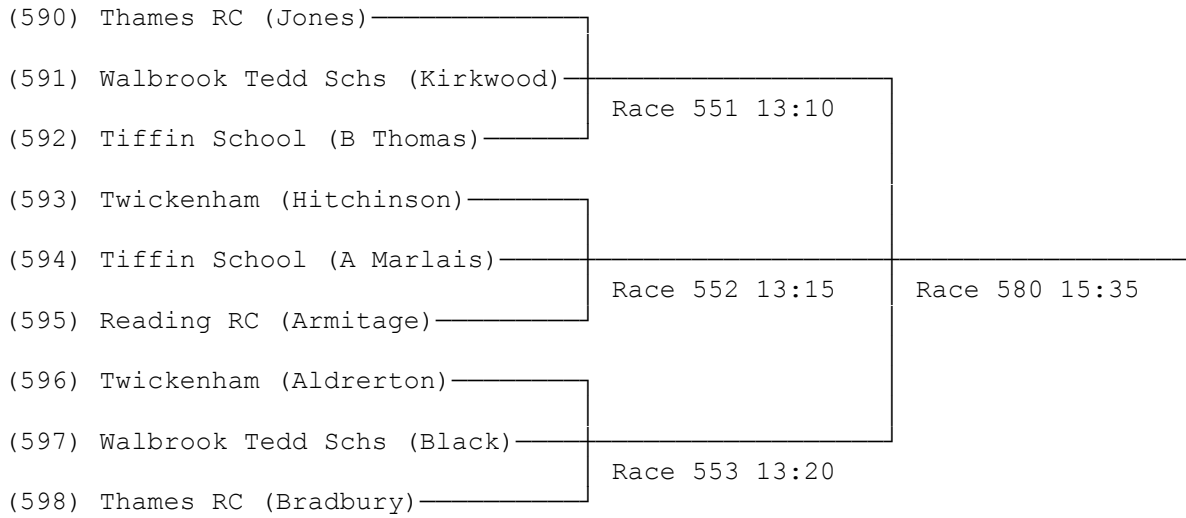 (590) Thames RC (Jones)
(591) Walbrook Tedd Schs (Kirkwood)
Race 551 13:10
(592) Tiffin School (B Thomas)
(593) Twickenham (Hitchinson)
(594) Tiffin School (A Marlais)
Race 552 13:15 Race 580 15:35
(595) Reading RC (Armitage)
(596) Twickenham (Aldrerton)
(597) Walbrook Tedd Schs (Black)
Race 553 13:20
(598) Thames RC (Bradbury)